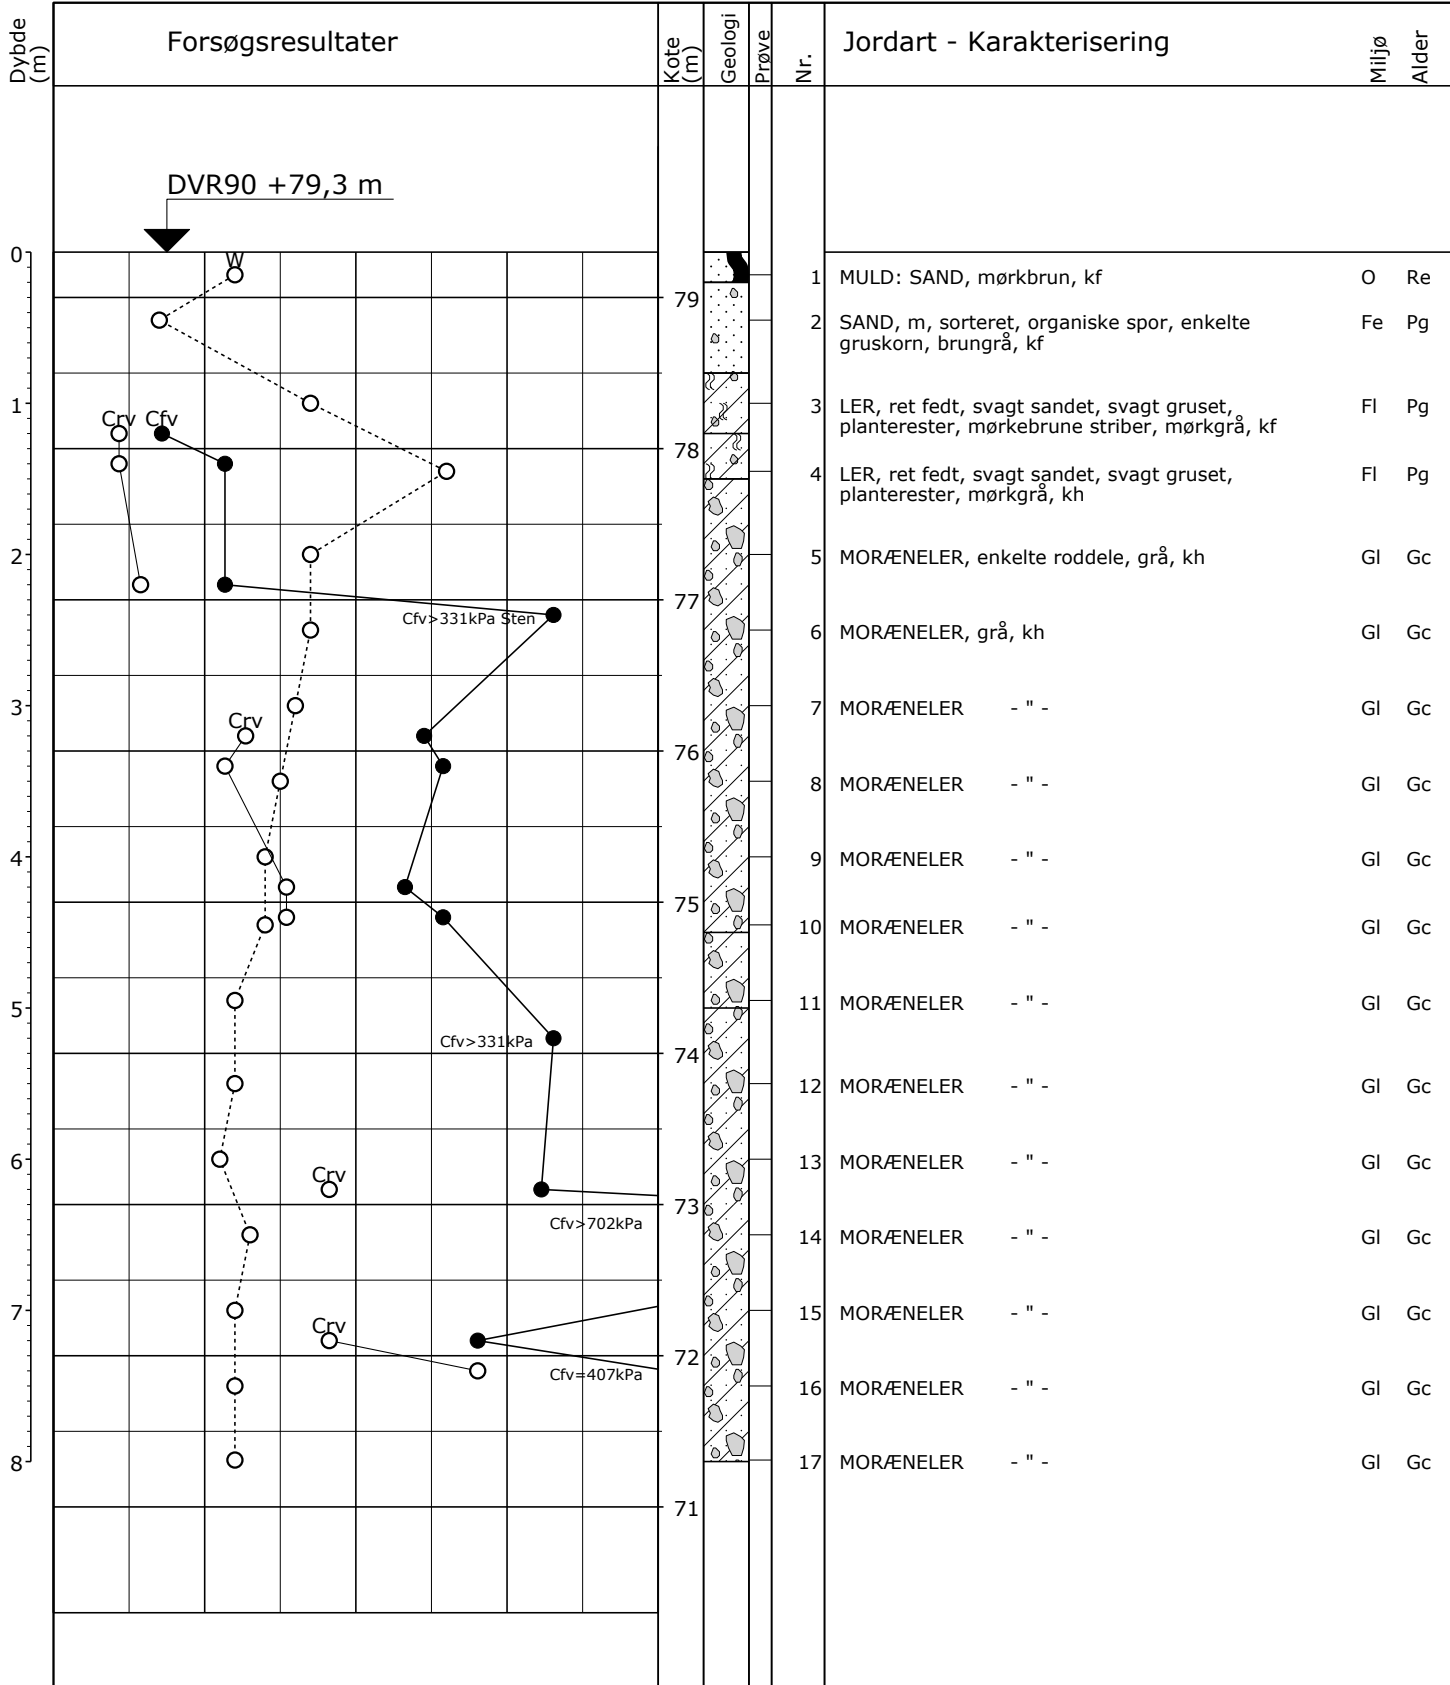 Dybde (m)
Forsøgsresultater
Kote (m)
Geologi
Prøve
Nr.
Jordart - Karakterisering
Miljø
Alder
DVR90 +79,3 m
0
W
1 MULD: SAND, mørkbrun, kf O Re
79
2 SAND, m, sorteret, organiske spor, enkelte Fe Pg
gruskorn, brungrå, kf
1
3 LER, ret fedt, svagt sandet, svagt gruset, Fl Pg
planterester, mørkebrune striber, mørkgrå, kf
Crv Cfv
78
4 LER, ret fedt, svagt sandet, svagt gruset, Fl Pg
planterester, mørkgrå, kh
2
5 MORÆNELER, enkelte roddele, grå, kh Gl Gc
77
Cfv>331kPa Sten
6 MORÆNELER, grå, kh Gl Gc
3
7 MORÆNELER - " - Gl Gc
Crv
76
8 MORÆNELER - " - Gl Gc
4
9 MORÆNELER - " - Gl Gc
75
10 MORÆNELER - " - Gl Gc
5
11 MORÆNELER - " - Gl Gc
Cfv>331kPa
74
12 MORÆNELER - " - Gl Gc
6
13 MORÆNELER - " - Gl Gc
Crv
73
Cfv>702kPa
14 MORÆNELER - " - Gl Gc
7
15 MORÆNELER - " - Gl Gc
Crv
72
Cfv=407kPa
16 MORÆNELER - " - Gl Gc
8
17 MORÆNELER - " - Gl Gc
71